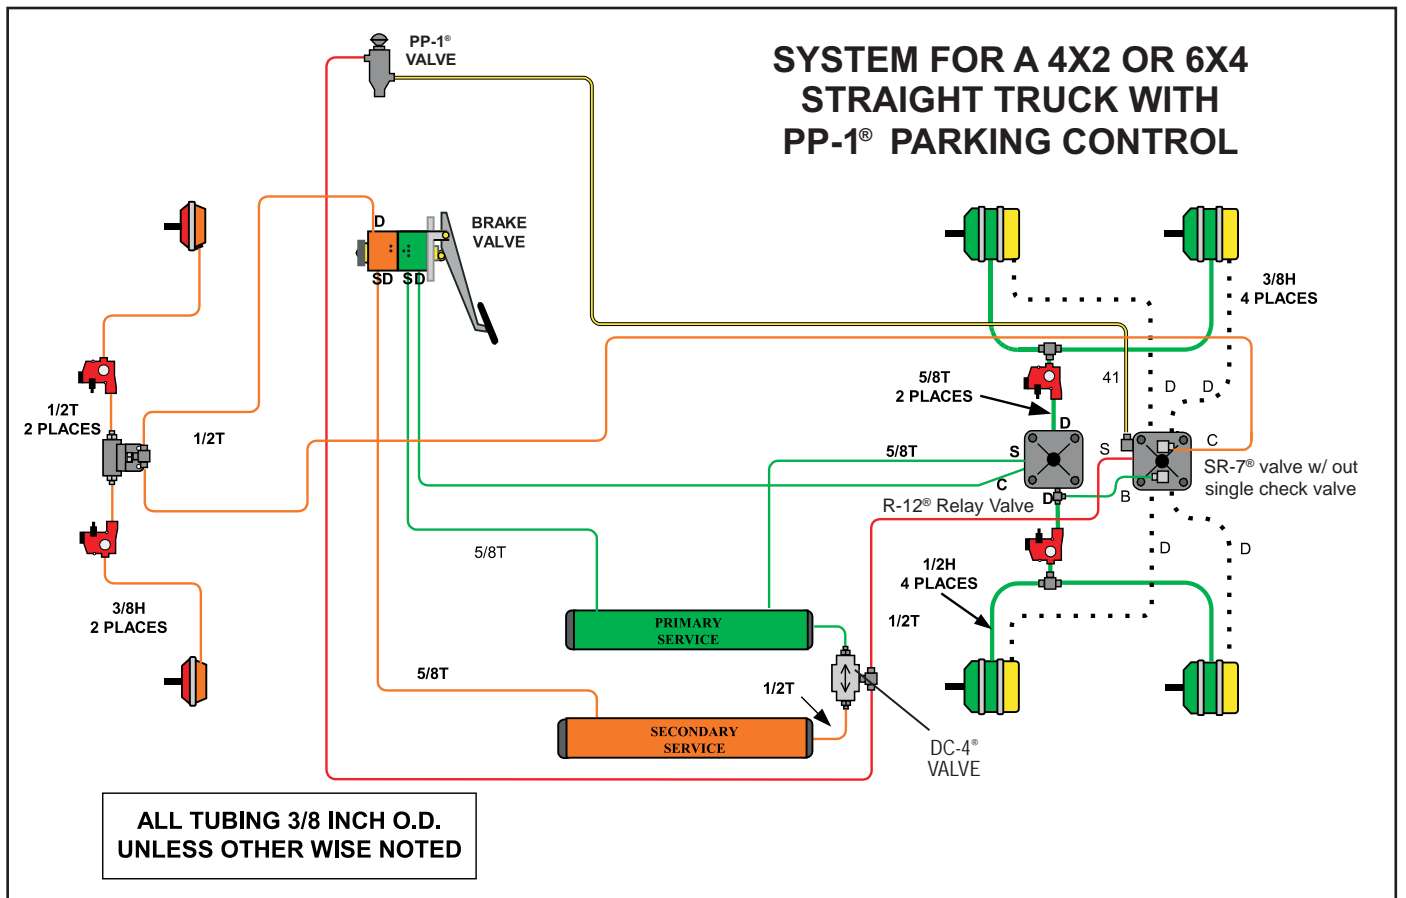 PP-1®
VALVE
SYSTEM FOR A 4X2 OR 6X4
STRAIGHT TRUCK WITH
PP-1® PARKING CONTROL
D
BRAKE
VALVE
SD
SD
3/8H
4 PLACES
1/2T
2 PLACES
1/2T
5/8T
2 PLACES
41
D
D
D
S
5/8T
C
S
C
SR-7® valve w/ out
single check valve
B
D
R-12® Relay Valve
5/8T
D
D
1/2H
4 PLACES
1/2T
3/8H
2 PLACES
PRIMARY
SERVICE
5/8T
1/2T
SECONDARY
SERVICE
DC-4®
VALVE
ALL TUBING 3/8 INCH O.D.
UNLESS OTHER WISE NOTED